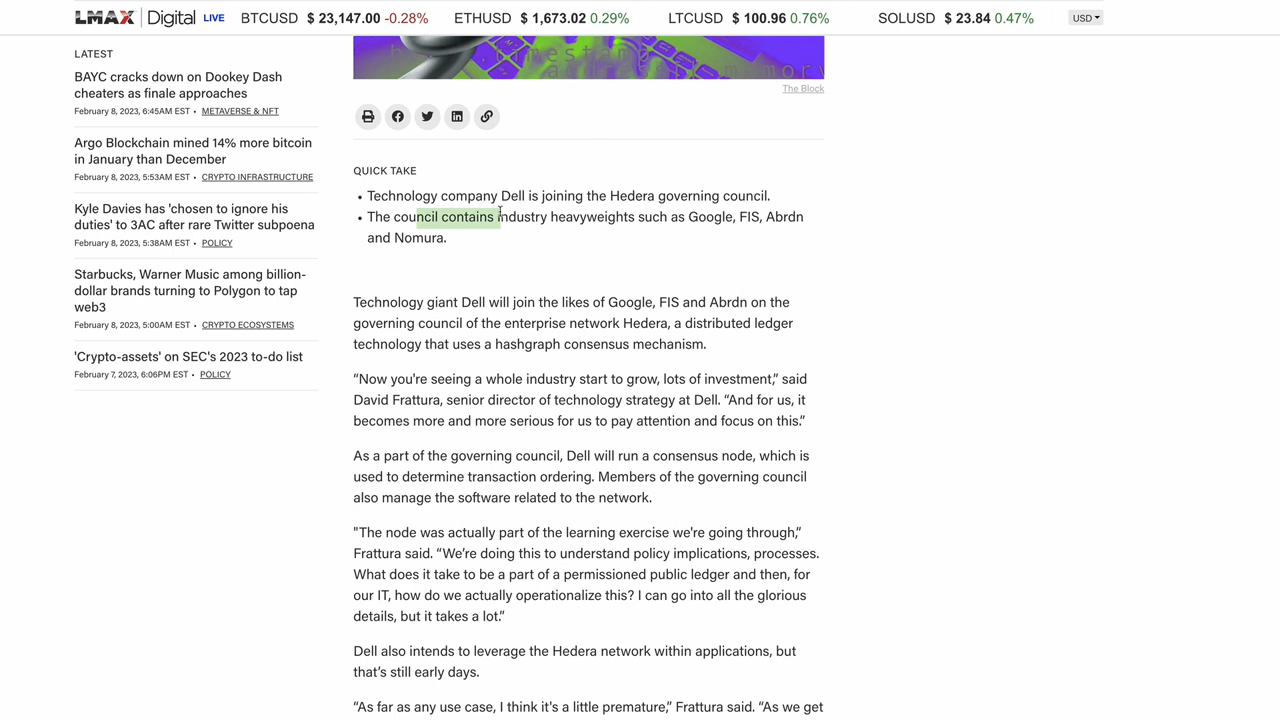 LMAX Digital LIVE BTCUSD $ 23,147.00 -0.28% ETHUSD $ 1,673.02 0.29% LTCUSD $ 100.96 0.76% SOLUSD $ 23.84 0.47% USD
LATEST
BAYC cracks down on Dookey Dash
cheaters as finale approaches
February 8, 2023, 6:45AM EST • METAVERSE & NFT
Argo Blockchain mined 14% more bitcoin
in January than December
February 8, 2023, 5:53AM EST • CRYPTO INFRASTRUCTURE
Kyle Davies has 'chosen to ignore his
duties' to 3AC after rare Twitter subpoena
February 8, 2023, 5:38AM EST • POLICY
Starbucks, Warner Music among billion-
dollar brands turning to Polygon to tap
web3
February 8, 2023, 5:00AM EST • CRYPTO ECOSYSTEMS
'Crypto-assets' on SEC's 2023 to-do list
February 7, 2023, 6:06PM EST • POLICY
The Block
QUICK TAKE
• Technology company Dell is joining the Hedera governing council.
• The council contains industry heavyweights such as Google, FIS, Abrdn
and Nomura.
Technology giant Dell will join the likes of Google, FIS and Abrdn on the
governing council of the enterprise network Hedera, a distributed ledger
technology that uses a hashgraph consensus mechanism.
“Now you're seeing a whole industry start to grow, lots of investment,” said
David Frattura, senior director of technology strategy at Dell. “And for us, it
becomes more and more serious for us to pay attention and focus on this.”
As a part of the governing council, Dell will run a consensus node, which is
used to determine transaction ordering. Members of the governing council
also manage the software related to the network.
"The node was actually part of the learning exercise we're going through,”
Frattura said. “We’re doing this to understand policy implications, processes.
What does it take to be a part of a permissioned public ledger and then, for
our IT, how do we actually operationalize this? I can go into all the glorious
details, but it takes a lot.”
Dell also intends to leverage the Hedera network within applications, but
that’s still early days.
“As far as any use case, I think it's a little premature,” Frattura said. “As we get